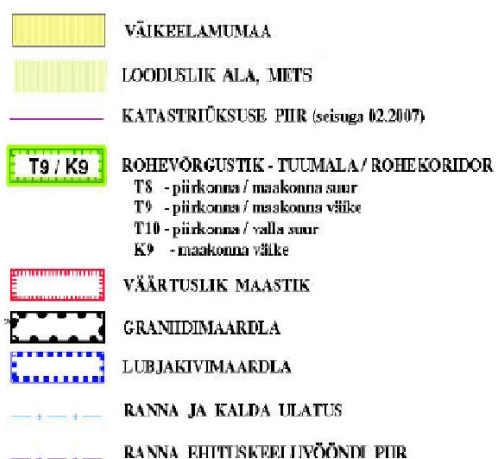 VÄIKEELAMUMAA
LOODUSLIK ALA, METS
KATASTRIÜKSUSE PIIR (seisuga 02.2007)
T9 / K9 ROHEVÕRGUSTIK - TUUMALA / ROHEKORIDOR
T8 - piirkonna / maakonna suur
T9 - piirkonna / maakonna väike
T10 - piirkonna / valla suur
K9 - maakonna väike
VÄÄRTUSLIK MAASTIK
GRANIIDIMAARDLA
LUBJAKIVIMAARDLA
RANNA JA KALDA ULATUS
RANNA EHITUSKEELUVÖÖNDI PIIR